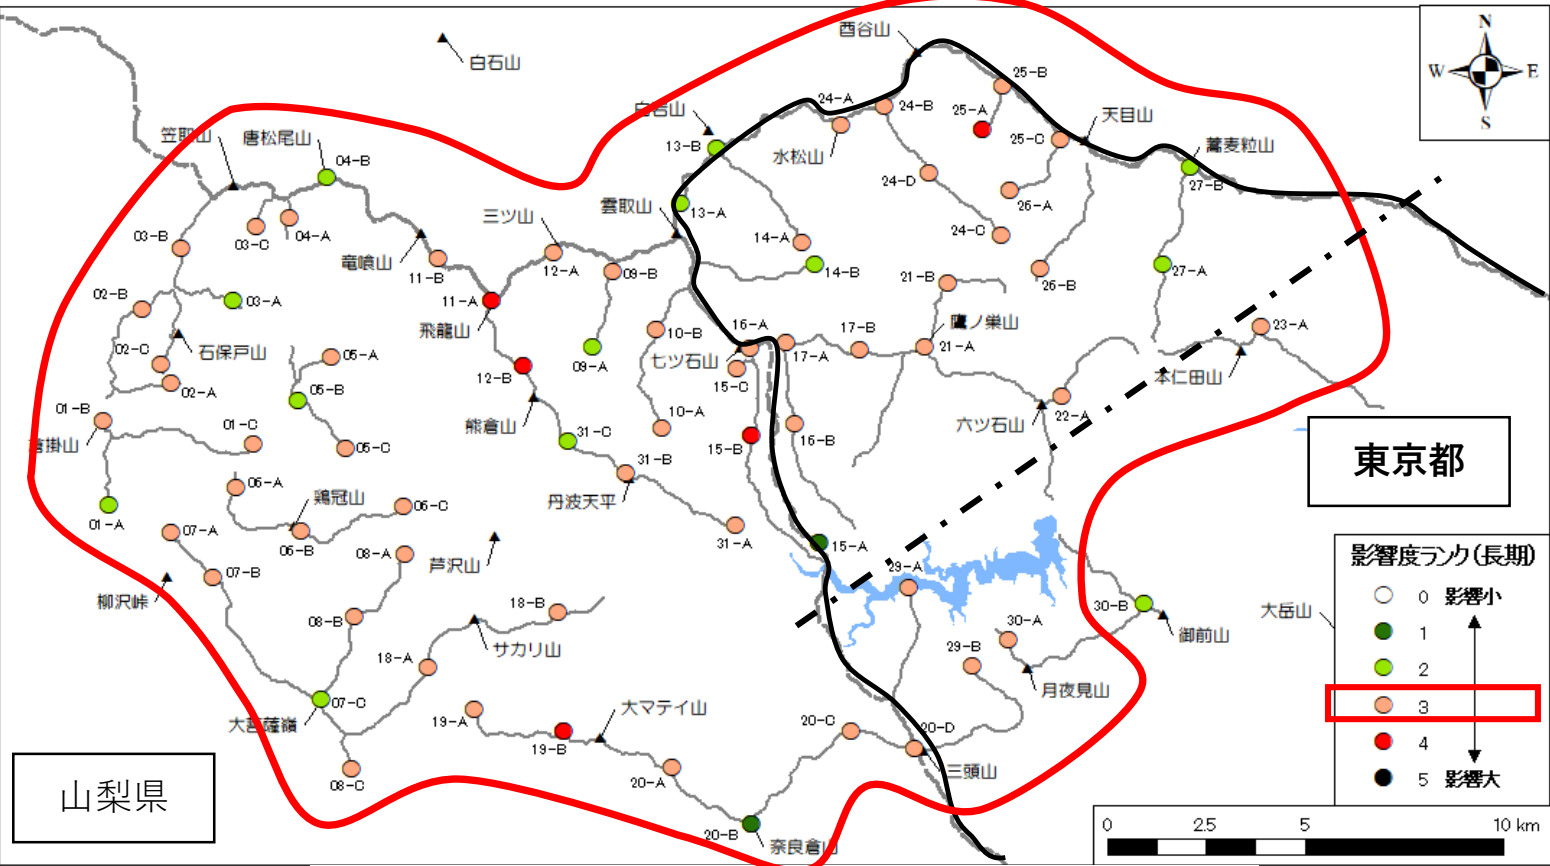 N
W E
S
白石山
酉谷山
25-B
24-A
24-B
25-A
白岩山
天目山
笠取山
唐松尾山
25-C
蕎麦粒山
04-B
13-B
水松山
27-B
24-D
26-A
三ツ山
雲取山
13-A
03-B
03-C
04-A
24-C
14-A
竜喰山
11-B
12-A
09-B
14-B
27-A
21-B
26-B
02-B
03-A
11-A
飛龍山
10-B
16-A
17-B
鷹ノ巣山
23-A
02-C
石保戸山
05-A
七ツ石山
17-A
21-A
12-B
09-A
15-C
本仁田山
02-A
05-B
01-B
10-A
22-A
熊倉山
六ツ石山
01-C
31-C
15-B
16-B
05-C
31-B
東京都
06-A
鶏冠山
丹波天平
06-C
01-A
07-A
06-B
31-A
15-A
08-A
芦沢山
29-A
影響度ランク(長期)
07-B
柳沢峠
0 影響小
18-B
30-B
大岳山
08-B
30-A
1
御前山
サカリ山
18-A
29-B
2
月夜見山
07-C
大菩薩嶺
19-A
大マテイ山
3
20-C
20-D
19-B
4
三頭山
08-C
20-A
5 影響大
山梨県
20-B
奈良倉山
0 2.5 5 10 km